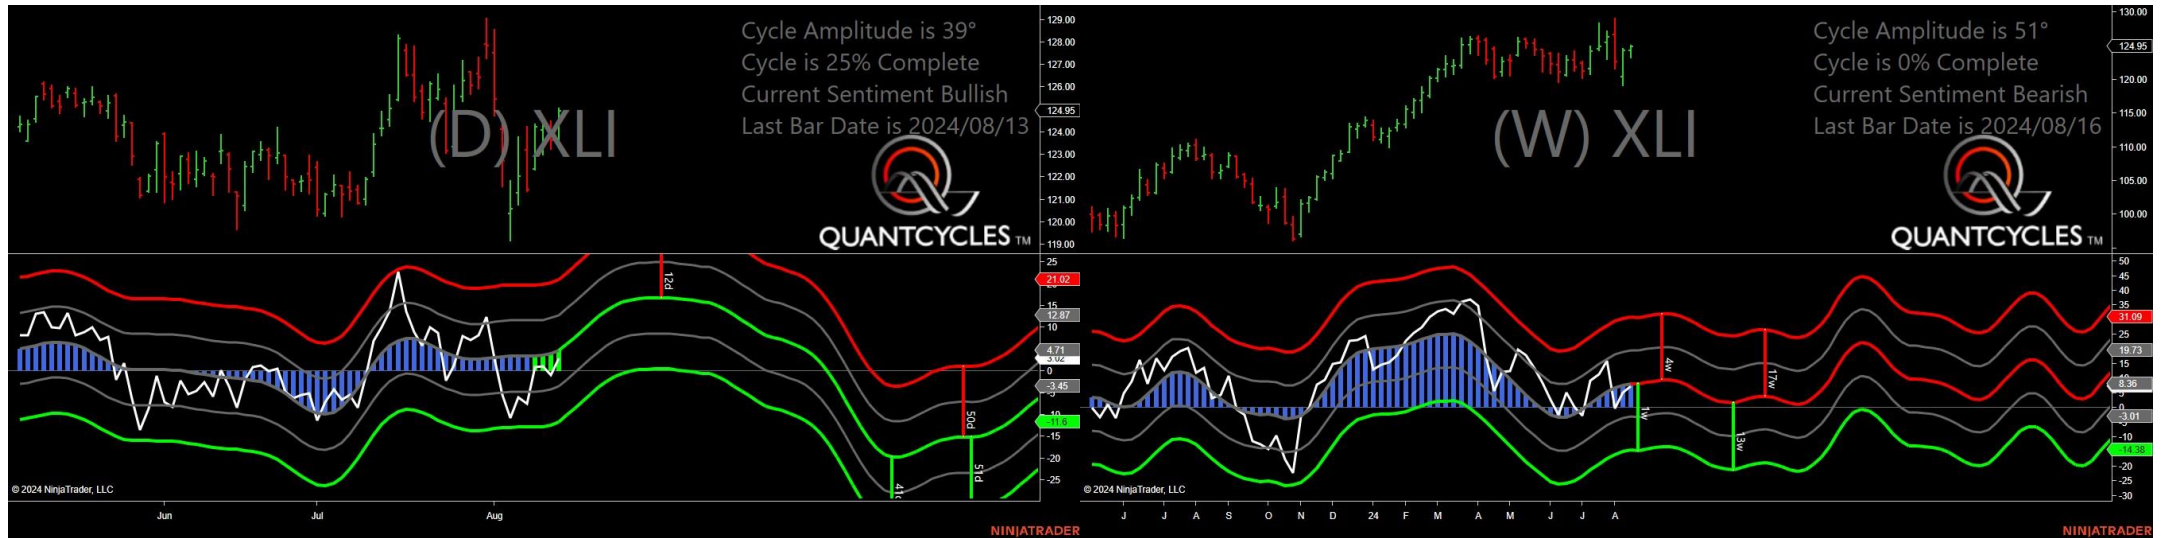 Cycle Amplitude is 39°
Cycle is 25% Complete
Current Sentiment Bullish
Last Bar Date is 2024/08/13
(D) XLI
QUANTCYCLES TM
129.00
128.00
127.00
126.00
124.95
124.00
123.00
122.00
121.00
120.00
119.00
25
21.02
15
12.87
10
4.71
3.02
0
-3.45
-11.6
-15
-20
-25
12d
41d
50d
51d
© 2024 NinjaTrader, LLC
Jun Jul Aug
NINJATRADER
Cycle Amplitude is 51°
Cycle is 0% Complete
Current Sentiment Bearish
Last Bar Date is 2024/08/16
(W) XLI
QUANTCYCLES TM
130.00
124.95
120.00
115.00
110.00
105.00
100.00
50
45
40
35
31.09
25
19.73
15
8.36
-3.01
-10
-14.38
-20
-25
-30
1w
4w
13w
17w
© 2024 NinjaTrader, LLC
J J A S O N D 24 F M A M J J A
NINJATRADER